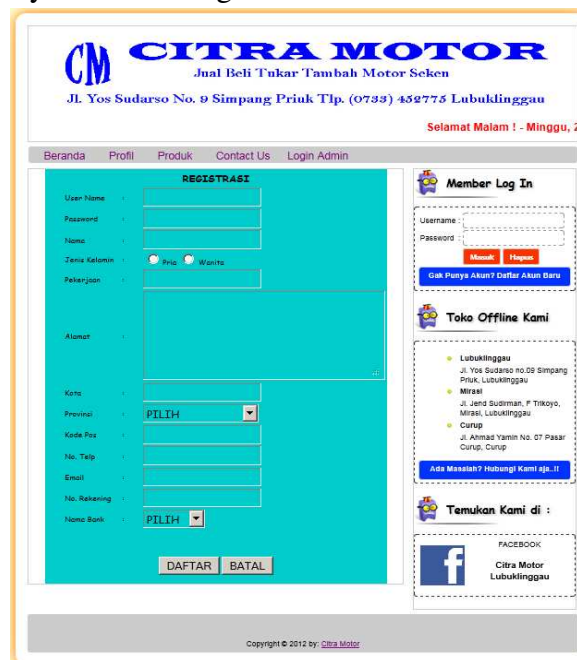 CM
CITRA MOTOR
Jual Beli Tukar Tambah Motor Seken
Jl. Yos Sudarso No. 9 Simpang Priuk Tlp. (0733) 452775 Lubuklinggau
Selamat Malam ! - Minggu, 2
Beranda Profil Produk Contact Us Login Admin
REGISTRASI
User Name :
Password :
Nama :
Jenis Kelamin : Pria Wanita
Pekerjaan :
Alamat :
Kota :
Provinsi : PILIH
Kode Pos :
No. Telp :
Email :
No. Rekening :
Nama Bank : PILIH
DAFTAR BATAL
Member Log In
Username :
Password :
Masuk Hapus
Gak Punya Akun? Daftar Akun Baru
Toko Offline Kami
Lubuklinggau
Jl. Yos Sudarso no.09 Simpang
Priuk, Lubuklinggau
Mirasi
Jl. Jend Sudirman, F Trikoyo,
Mirasi, Lubuklinggau
Curup
Jl. Ahmad Yamin No. 07 Pasar
Curup, Curup
Ada Masalah? Hubungi Kami aja..!!
Temukan Kami di :
f
FACEBOOK
Citra Motor
Lubuklinggau
Copyright © 2012 by: Citra Motor